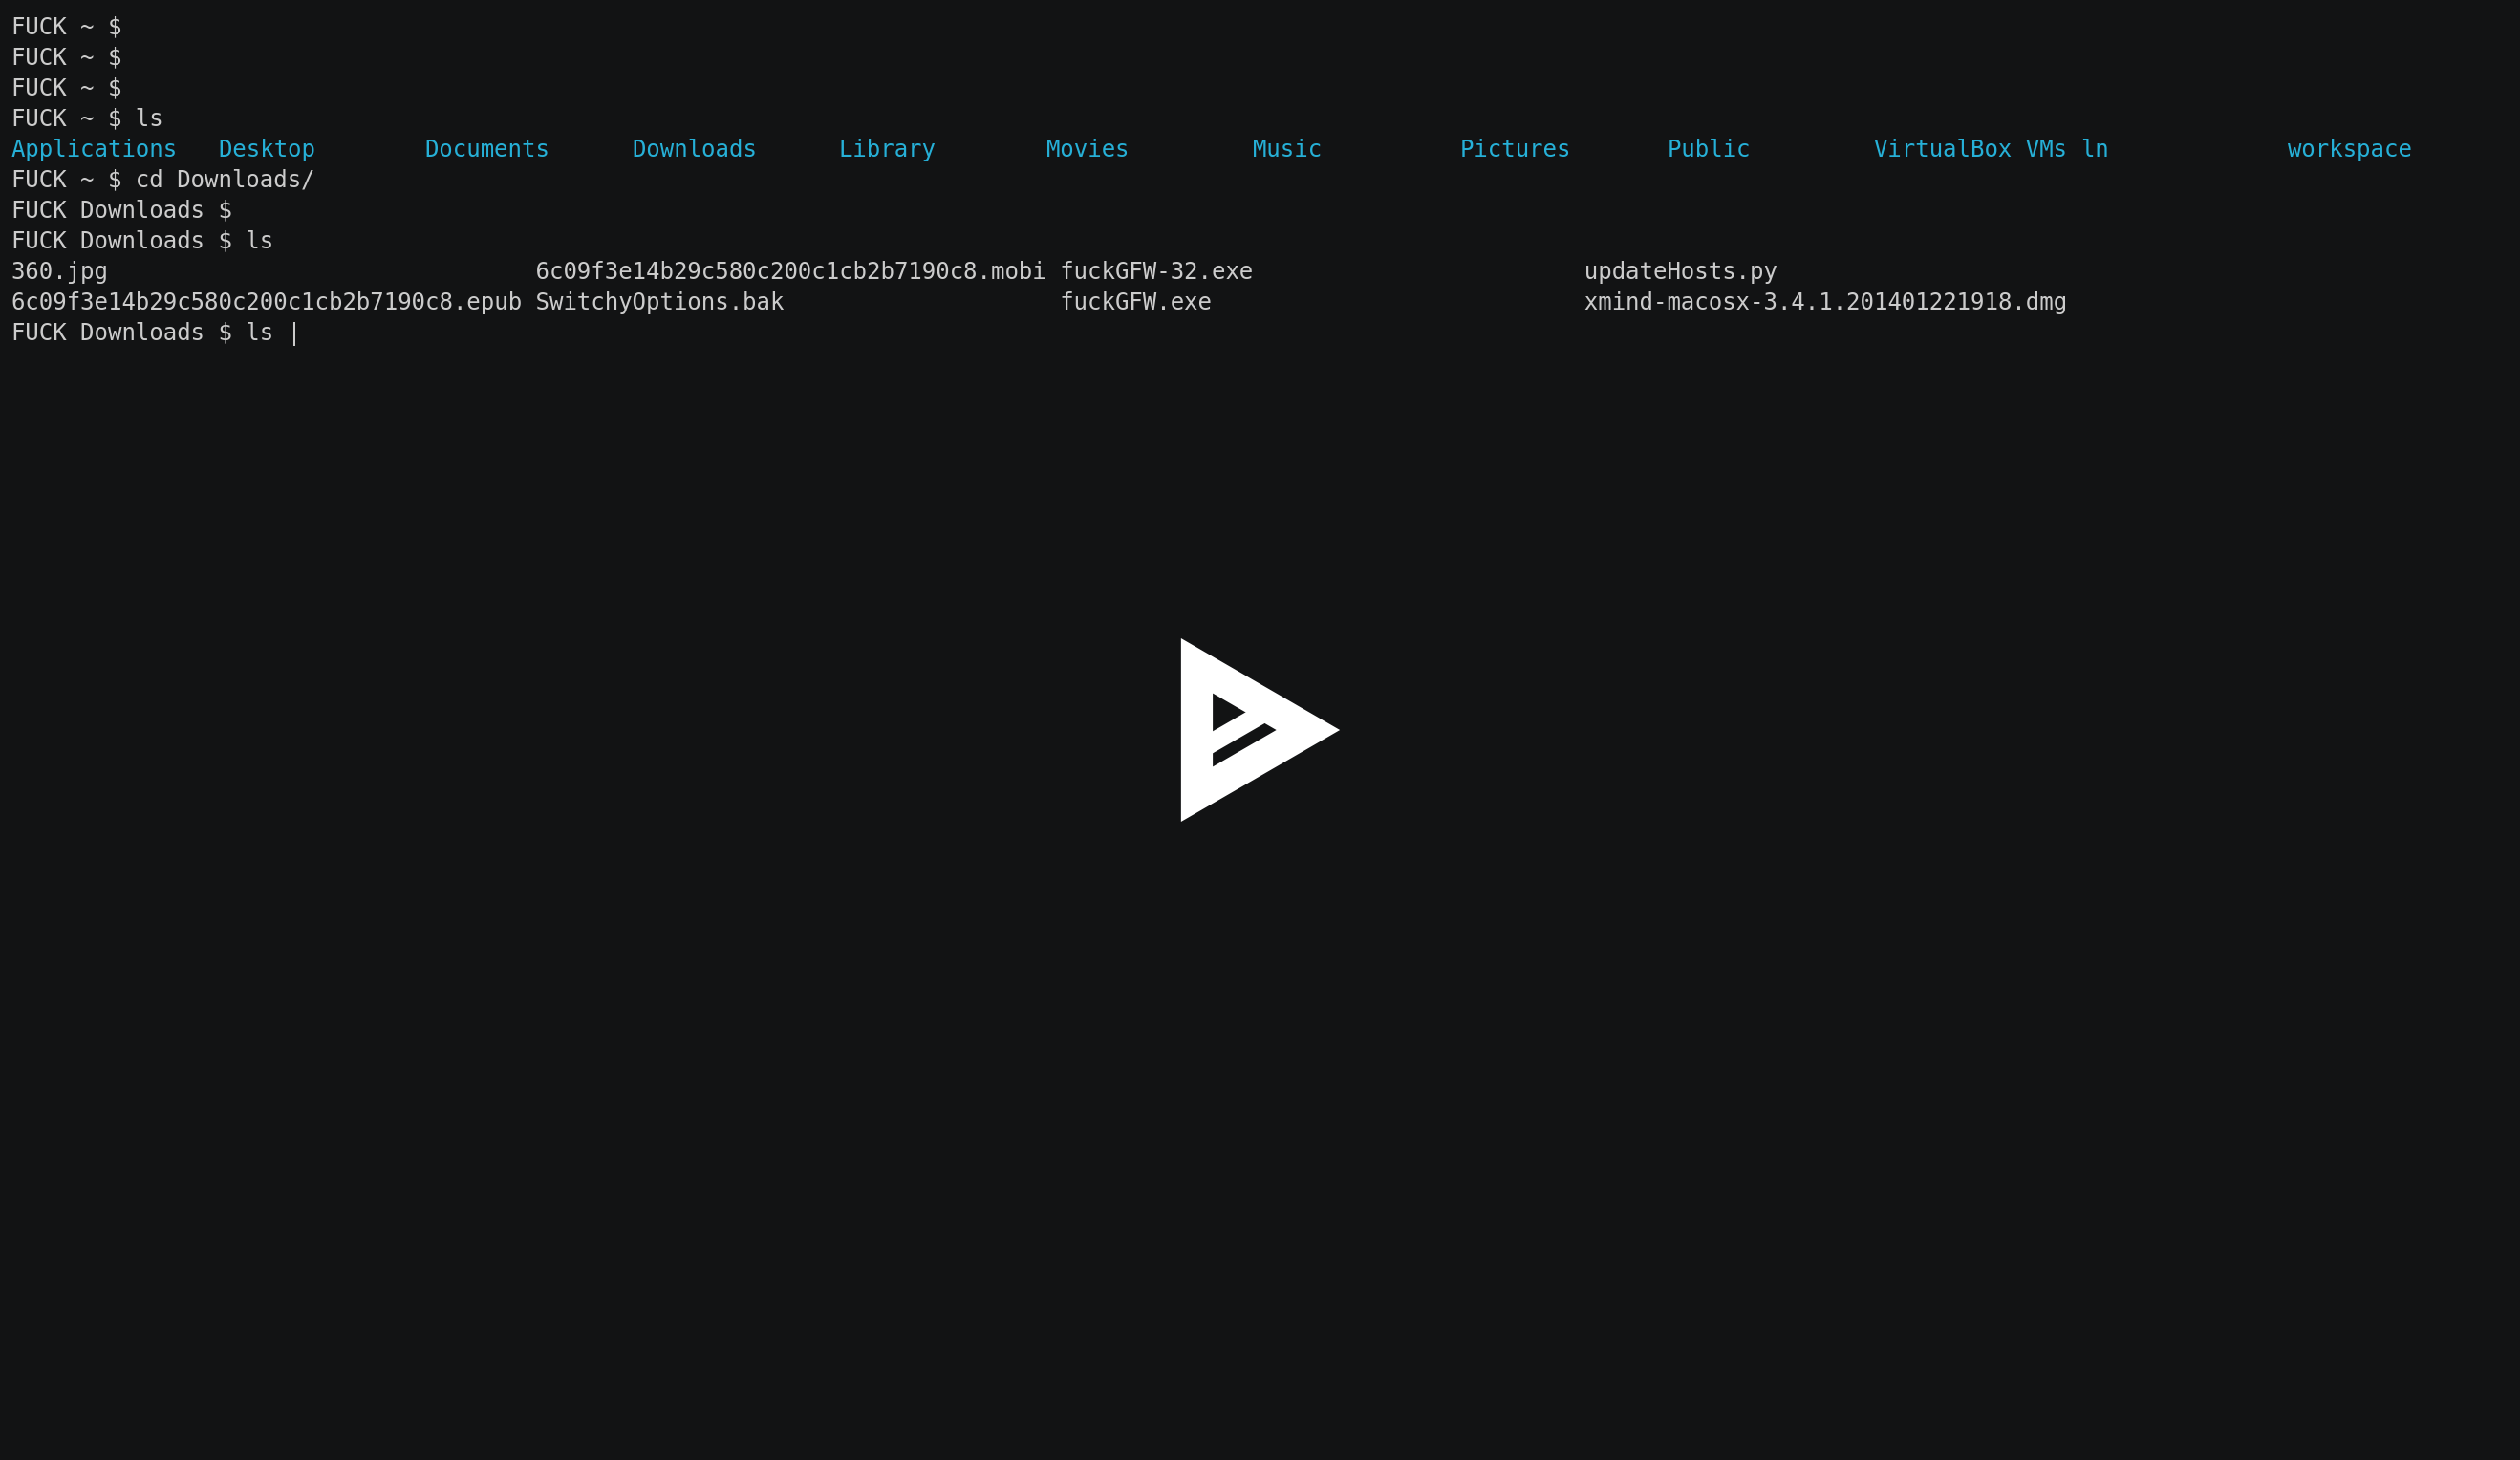 FUCK ~ $
FUCK ~ $
FUCK ~ $
FUCK ~ $ ls
Applications   Desktop        Documents      Downloads      Library        Movies         Music          Pictures       Public         VirtualBox VMs ln             workspace
FUCK ~ $ cd Downloads/
FUCK Downloads $
FUCK Downloads $ ls
360.jpg                               6c09f3e14b29c580c200c1cb2b7190c8.mobi fuckGFW-32.exe                        updateHosts.py
6c09f3e14b29c580c200c1cb2b7190c8.epub SwitchyOptions.bak                    fuckGFW.exe                           xmind-macosx-3.4.1.201401221918.dmg
FUCK Downloads $ ls